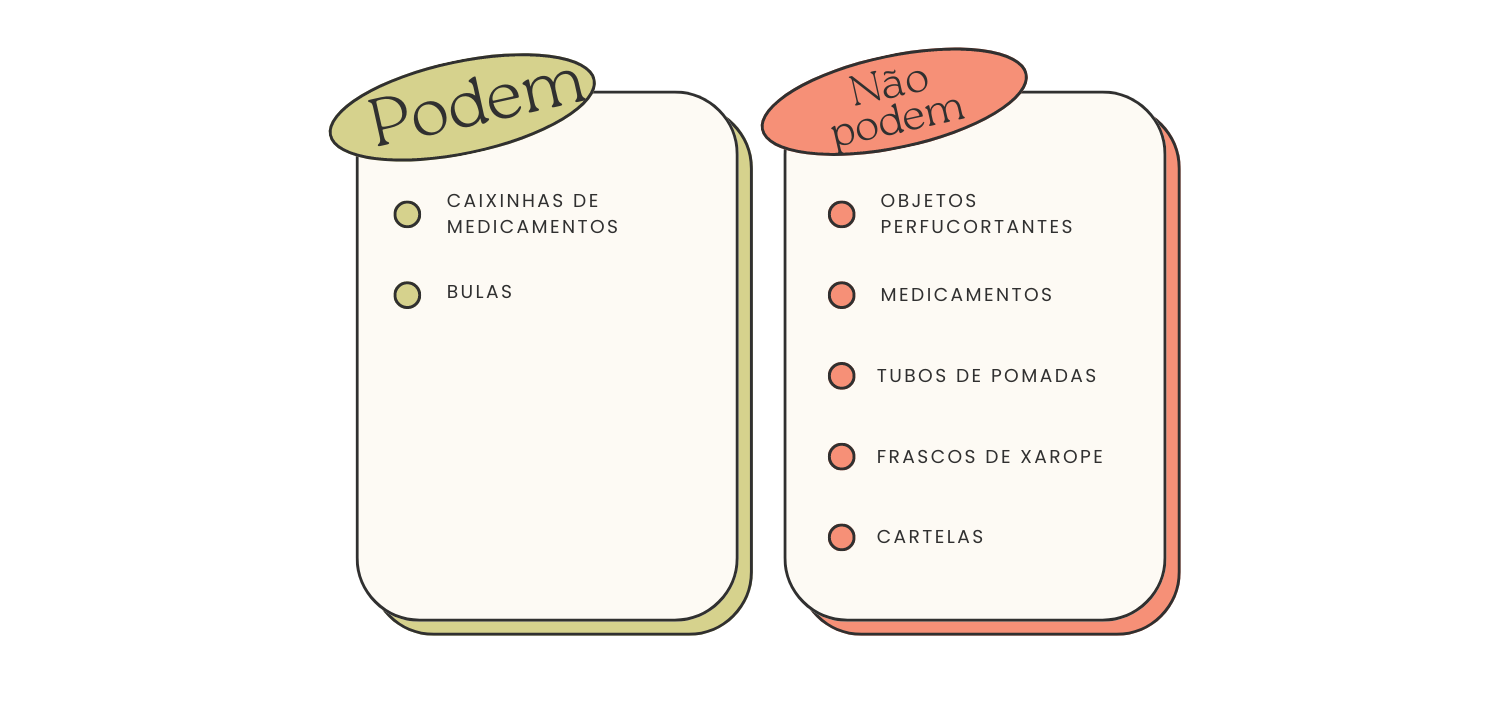 Podem
CAIXINHAS DE
MEDICAMENTOS
BULAS
Não
podem
OBJETOS
PERFUCORTANTES
MEDICAMENTOS
TUBOS DE POMADAS
FRASCOS DE XAROPE
CARTELAS